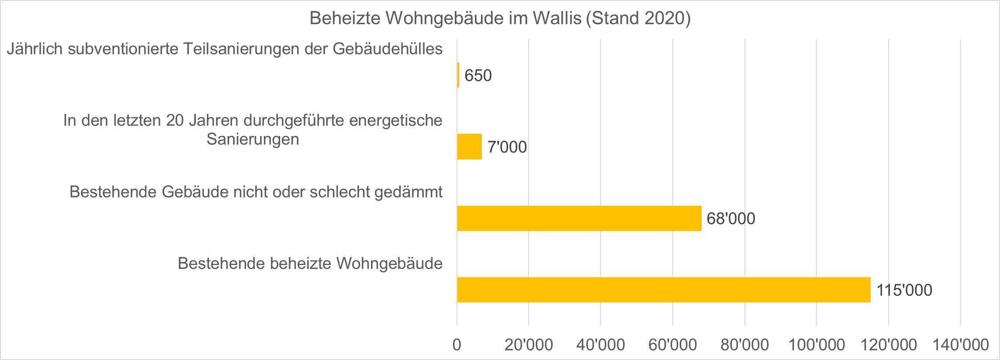 Beheizte Wohngebäude im Wallis (Stand 2020)
Jährlich subventionierte Teilsanierungen der Gebäudehülles
650
In den letzten 20 Jahren durchgeführte energetische
Sanierungen
7'000
Bestehende Gebäude nicht oder schlecht gedämmt
68'000
Bestehende beheizte Wohngebäude
115'000
0 20'000 40'000 60'000 80'000 100'000 120'000 140'000